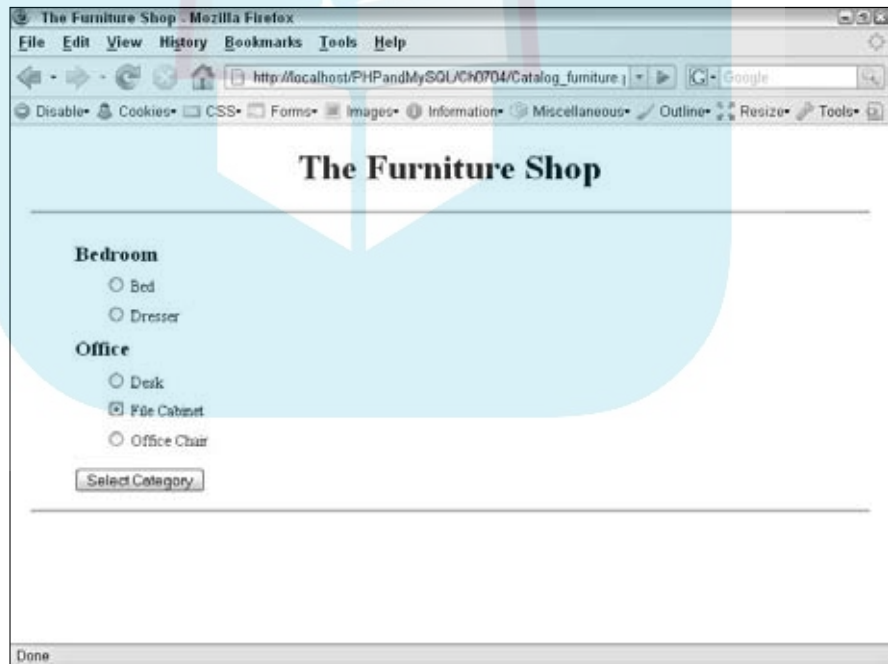 The Furniture Shop - Mozilla Firefox
File Edit View History Bookmarks Tools Help
http://localhost/PHPandMySQL/Ch0704/Catalog_furniture.p
G Google
Disable Cookies CSS Forms Images Information Miscellaneous Outline Resize Tools
The Furniture Shop
Bedroom
Bed
Dresser
Office
Desk
File Cabinet
Office Chair
Select Category
Done